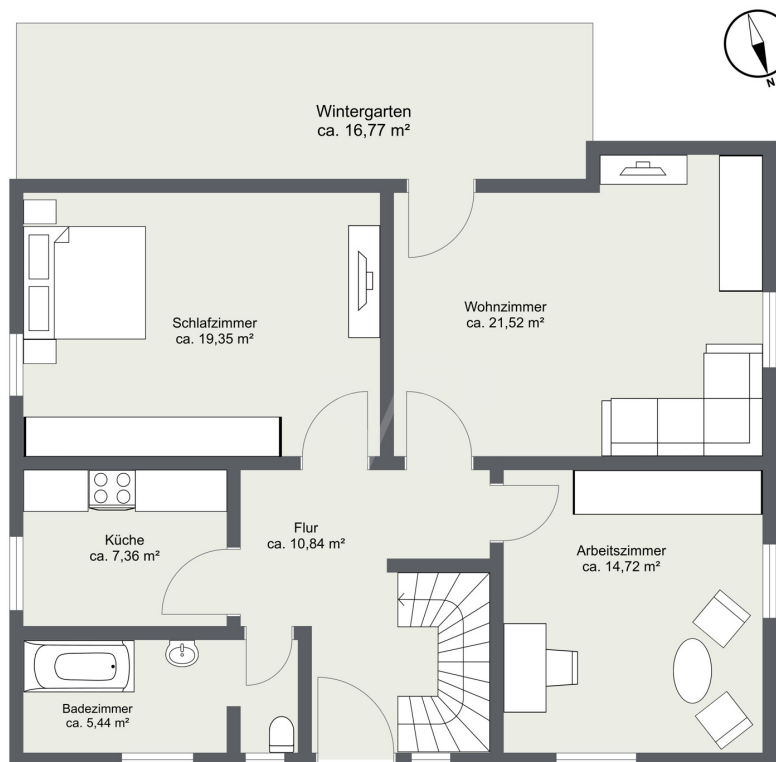 N
Wintergarten
ca. 16,77 m²
Schlafzimmer
ca. 19,35 m²
Wohnzimmer
ca. 21,52 m²
Küche
ca. 7,36 m²
Flur
ca. 10,84 m²
Arbeitszimmer
ca. 14,72 m²
Badezimmer
ca. 5,44 m²